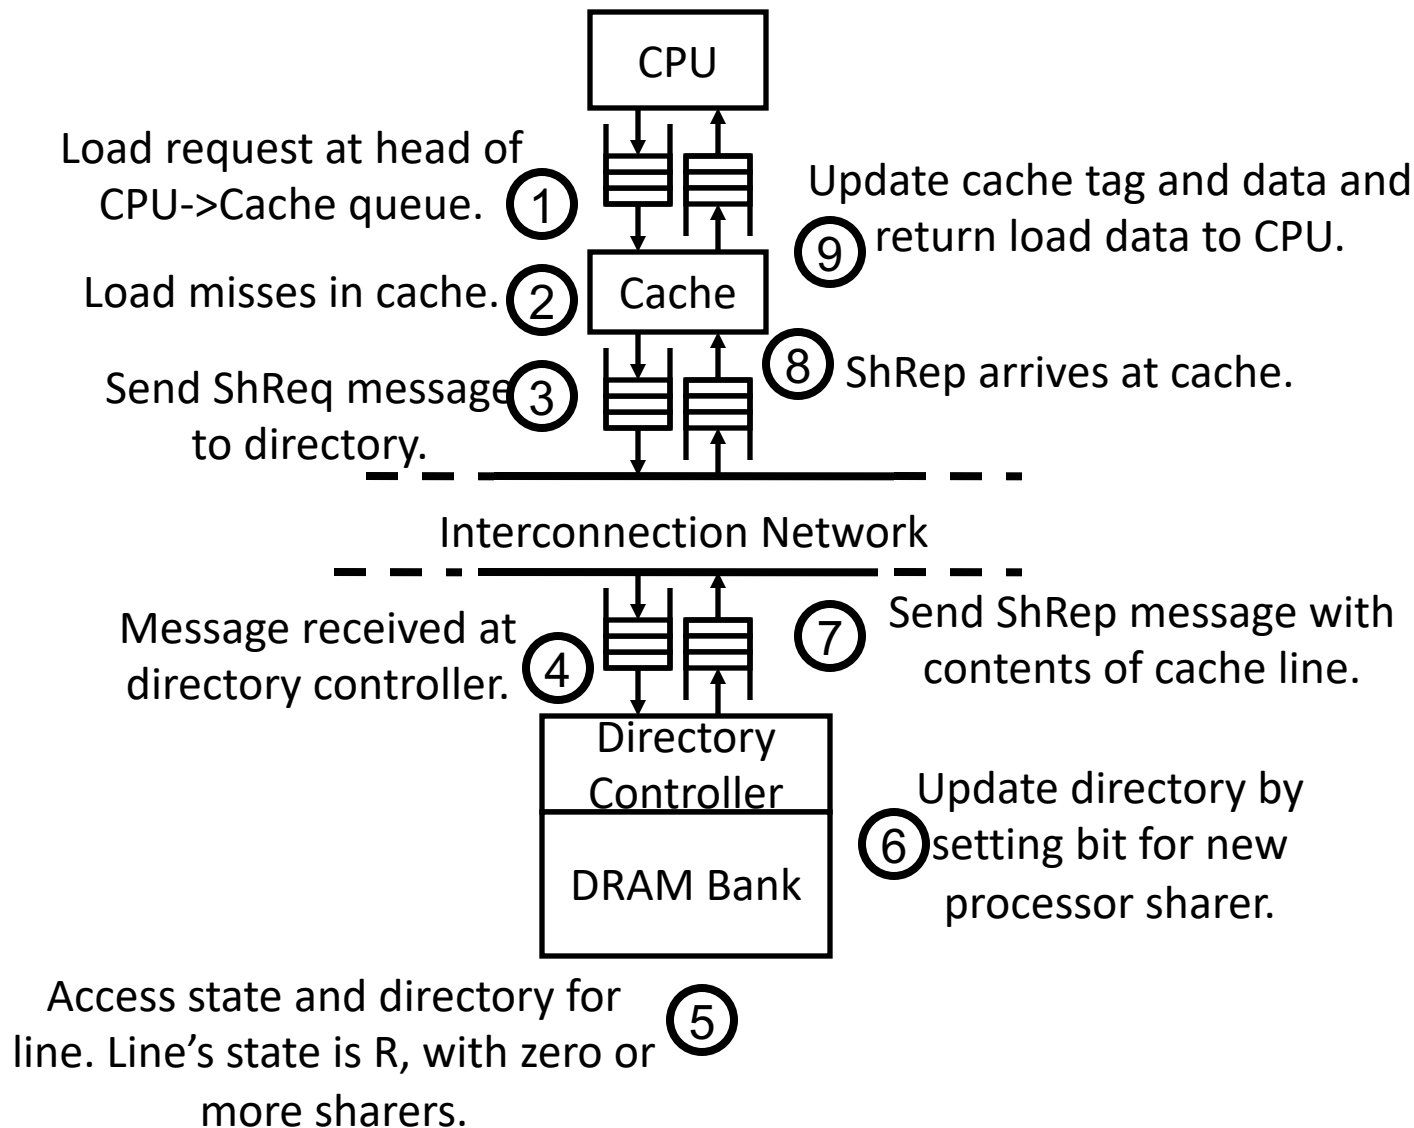 CPU
Load request at head of
CPU->Cache queue.
1
Update cache tag and data and
return load data to CPU.
9
Load misses in cache.
2
Cache
Send ShReq message
to directory.
3
8
ShRep arrives at cache.
Interconnection Network
Message received at
directory controller.
4
7
Send ShRep message with
contents of cache line.
Directory
Controller
DRAM Bank
6
Update directory by
setting bit for new
processor sharer.
Access state and directory for
line. Line’s state is R, with zero or
more sharers.
5